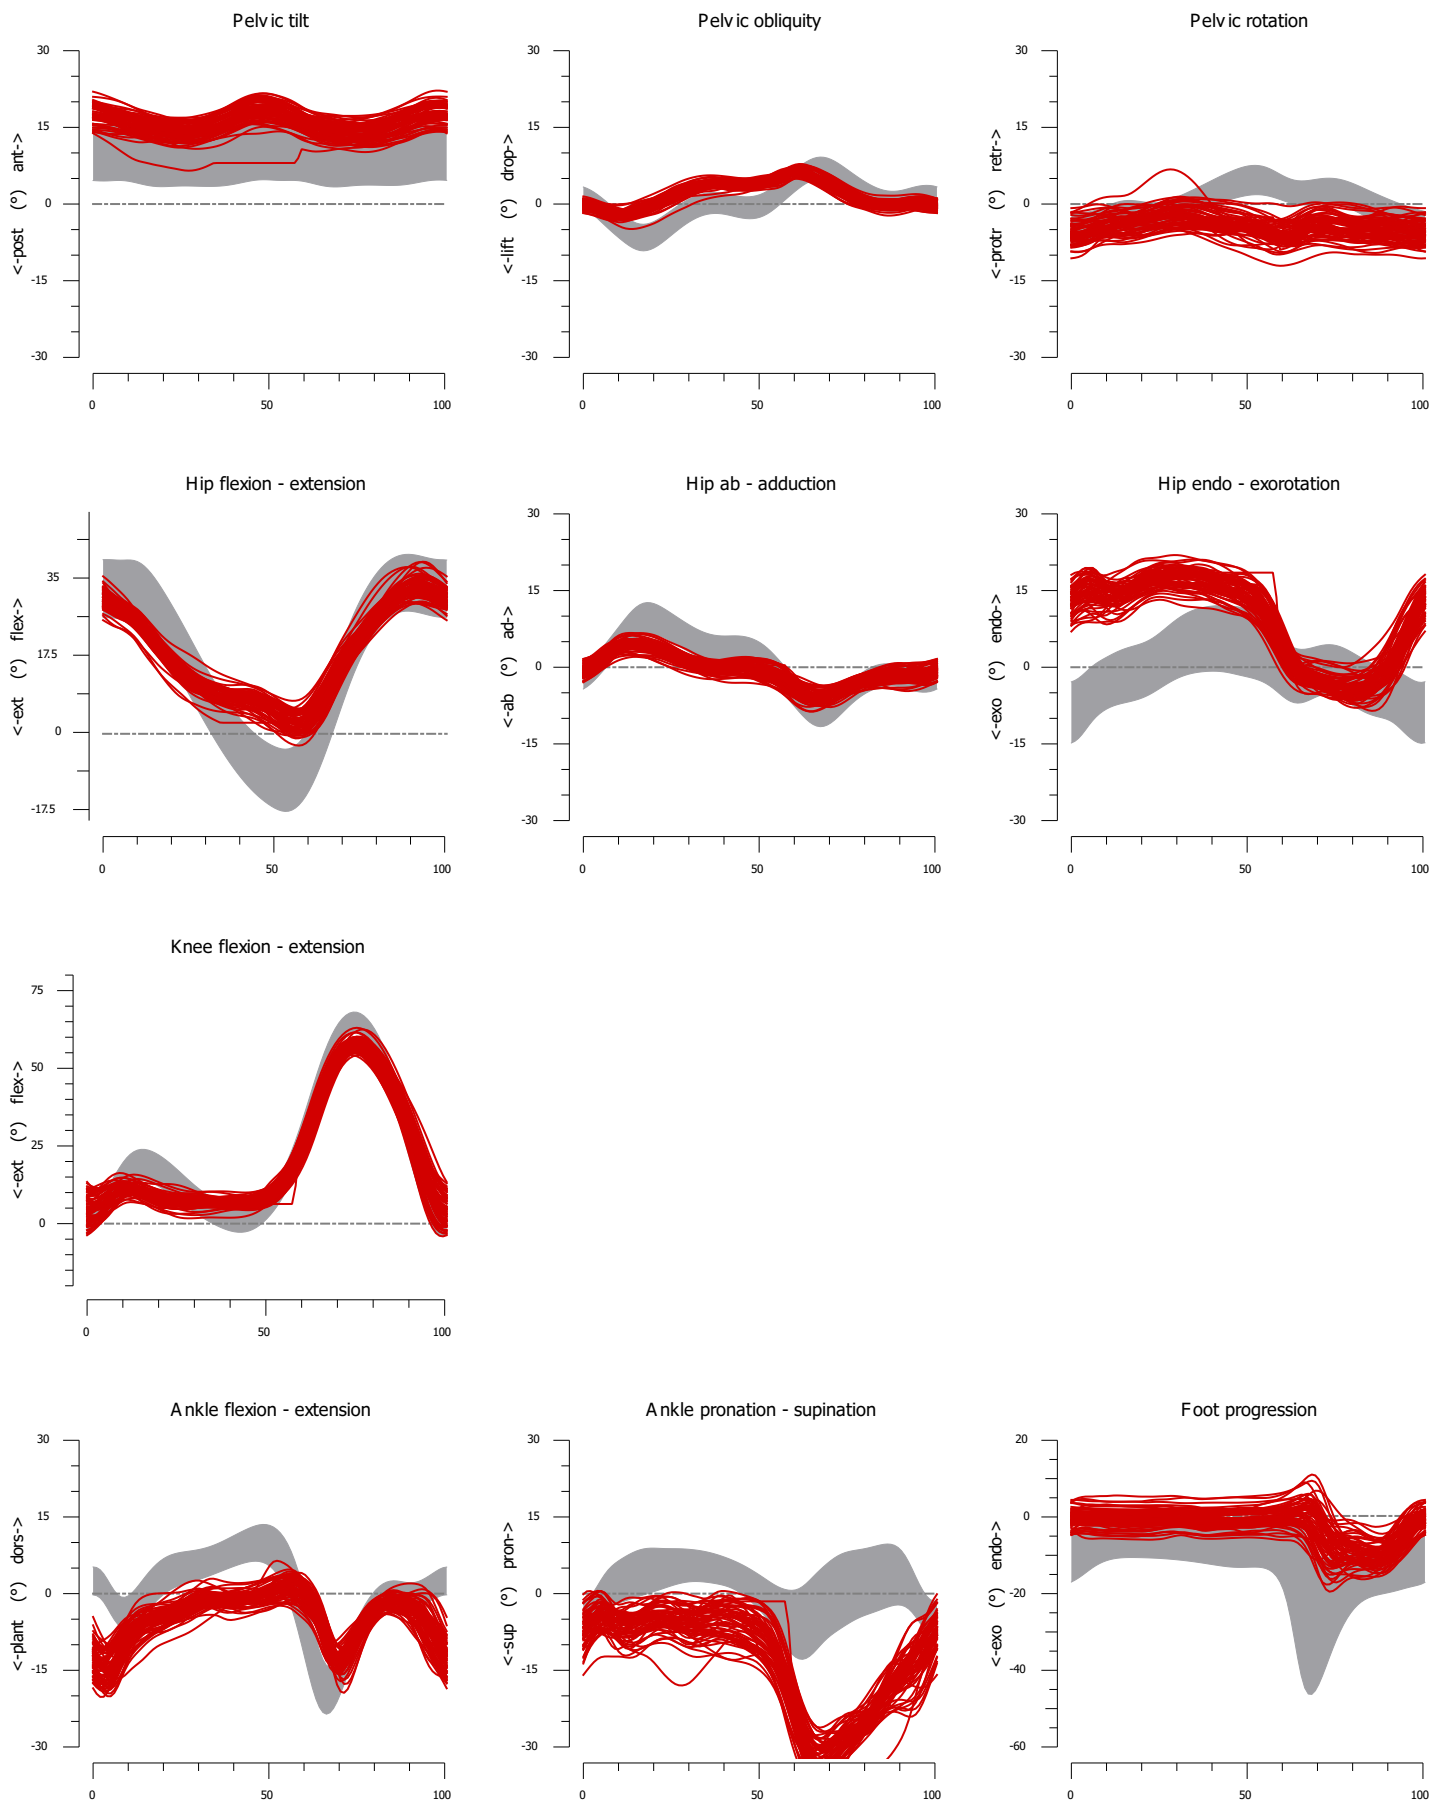 Pelvic tilt
30
15
0
-15
-30
<-post (°) ant->
0 50 100
Pelvic obliquity
30
15
0
-15
-30
<-lift (°) drop->
0 50 100
Pelvic rotation
30
15
0
-15
-30
<-protr (°) retr->
0 50 100
Hip flexion - extension
35
17.5
0
-17.5
<-ext (°) flex->
0 50 100
Hip ab - adduction
30
15
0
-15
-30
<-ab (°) ad->
0 50 100
Hip endo - exorotation
30
15
0
-15
-30
<-exo (°) endo->
0 50 100
Knee flexion - extension
75
50
25
0
<-ext (°) flex->
0 50 100
Ankle flexion - extension
30
15
0
-15
-30
<-plant (°) dors->
0 50 100
Ankle pronation - supination
30
15
0
-15
-30
<-sup (°) pron->
0 50 100
Foot progression
20
0
-20
-40
-60
<-exo (°) endo->
0 50 100